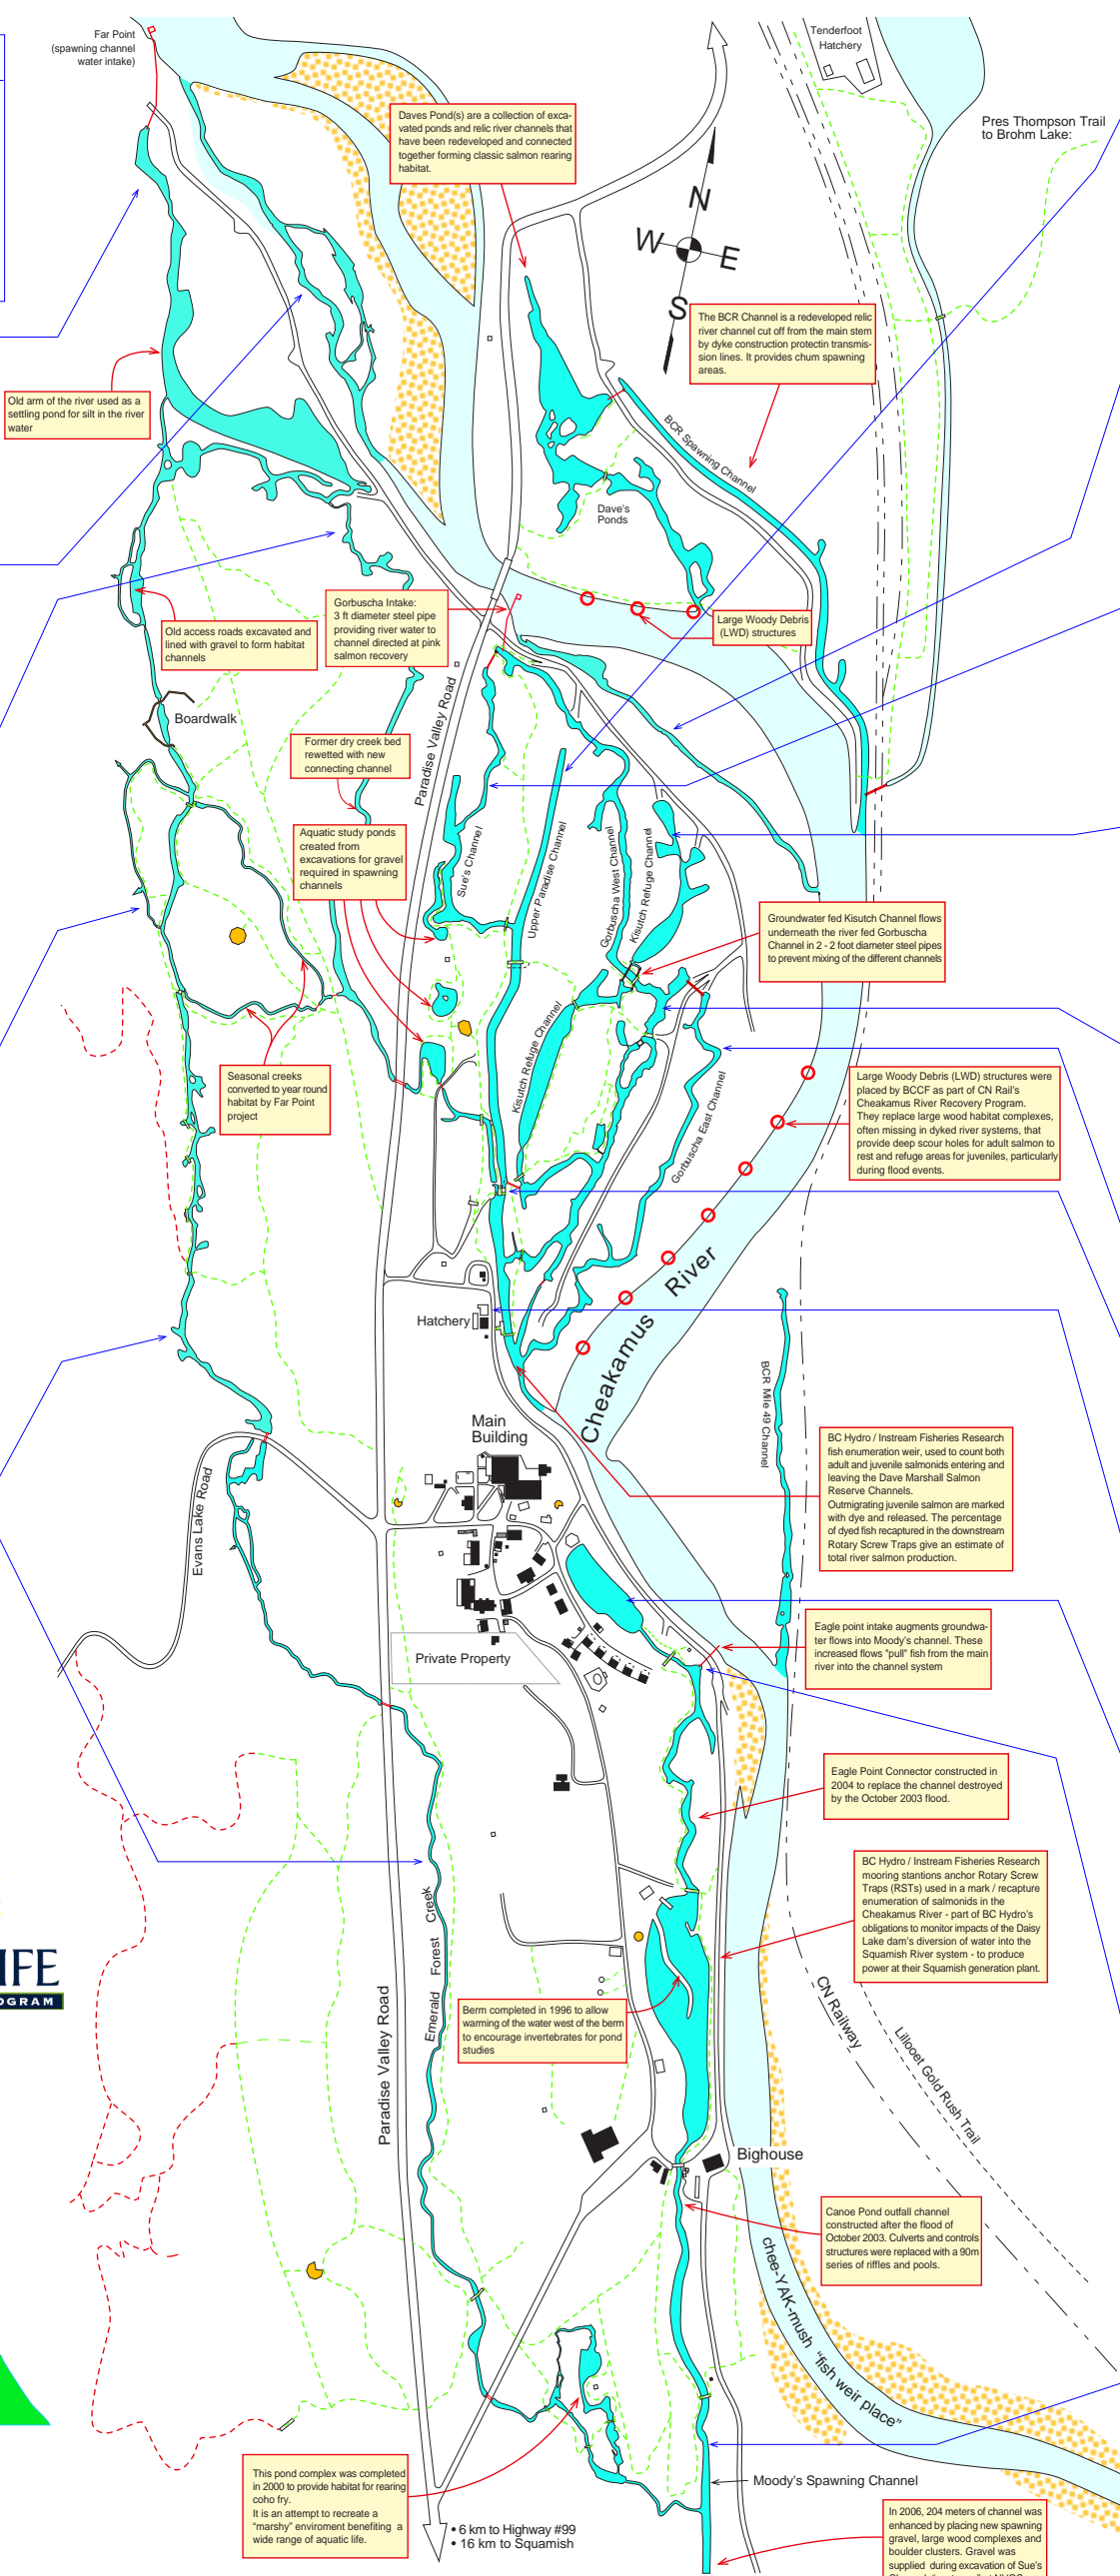 Far Point
(spawning channel
water intake)
Tenderfoot
Hatchery
Daves Pond(s) are a collection of exca-
vated ponds and relic river channels that
have been redeveloped and connected
together forming classic salmon rearing
habitat.
Pres Thompson Trail
to Brohm Lake:
N
W
E
S
The BCR Channel is a redeveloped relic
river channel cut off from the main stem
by dyke construction protectin transmis-
sion lines. It provides chum spawning
areas.
Old arm of the river used as a
settling pond for silt in the river
water
BCR Spawning Channel
Dave's
Ponds
Gorbuscha Intake:
3 ft diameter steel pipe
providing river water to
channel directed at pink
salmon recovery
Large Woody Debris
(LWD) structures
Old access roads excavated and
lined with gravel to form habitat
channels
Boardwalk
Paradise Valley Road
Former dry creek bed
rewetted with new
connecting channel
Aquatic study ponds
created from
excavations for gravel
required in spawning
channels
Sue's Channel
Upper Paradise Channel
Gorbuscha West Channel
Kisutch Refuge Channel
Groundwater fed Kisutch Channel flows
underneath the river fed Gorbuscha
Channel in 2 - 2 foot diameter steel pipes
to prevent mixing of the different channels
Kisutch Refuge Channel
Gorbuscha East Channel
Seasonal creeks
converted to year round
habitat by Far Point
project
Large Woody Debris (LWD) structures were
placed by BCCF as part of CN Rail's
Cheakamus River Recovery Program.
They replace large wood habitat complexes,
often missing in dyked river systems, that
provide deep scour holes for adult salmon to
rest and refuge areas for juveniles, particularly
during flood events.
Cheakamus River
Hatchery
BCR Mile 49 Channel
Main
Building
BC Hydro / Instream Fisheries Research
fish enumeration weir, used to count both
adult and juvenile salmonids entering and
leaving the Dave Marshall Salmon
Reserve Channels.
Outmigrating juvenile salmon are marked
with dye and released. The percentage
of dyed fish recaptured in the downstream
Rotary Screw Traps give an estimate of
total river salmon production.
Evans Lake Road
Eagle point intake augments groundwa-
ter flows into Moody's channel. These
increased flows "pull" fish from the main
river into the channel system
Private Property
Eagle Point Connector constructed in
2004 to replace the channel destroyed
by the October 2003 flood.
BC Hydro / Instream Fisheries Research
mooring stantions anchor Rotary Screw
Traps (RSTs) used in a mark / recapture
enumeration of salmonids in the
Cheakamus River - part of BC Hydro's
obligations to monitor impacts of the Daisy
Lake dam's diversion of water into the
Squamish River system - to produce
power at their Squamish generation plant.
Emerald Forest Creek
IFE
OGRAM
Paradise Valley Road
CN Railway
Lillooet Gold Rush Trail
Berm completed in 1996 to allow
warming of the water west of the berm
to encourage invertebrates for pond
studies
Bighouse
Canoe Pond outfall channel
constructed after the flood of
October 2003. Culverts and controls
structures were replaced with a 90m
series of riffles and pools.
chee-YAK-mush "fish weir place"
This pond complex was completed
in 2000 to provide habitat for rearing
coho fry.
It is an attempt to recreate a
"marshy" enviroment benefiting a
wide range of aquatic life.
Moody's Spawning Channel
• 6 km to Highway #99
• 16 km to Squamish
In 2006, 204 meters of channel was
enhanced by placing new spawning
gravel, large wood complexes and
boulder clusters. Gravel was
supplied during excavation of Sue's